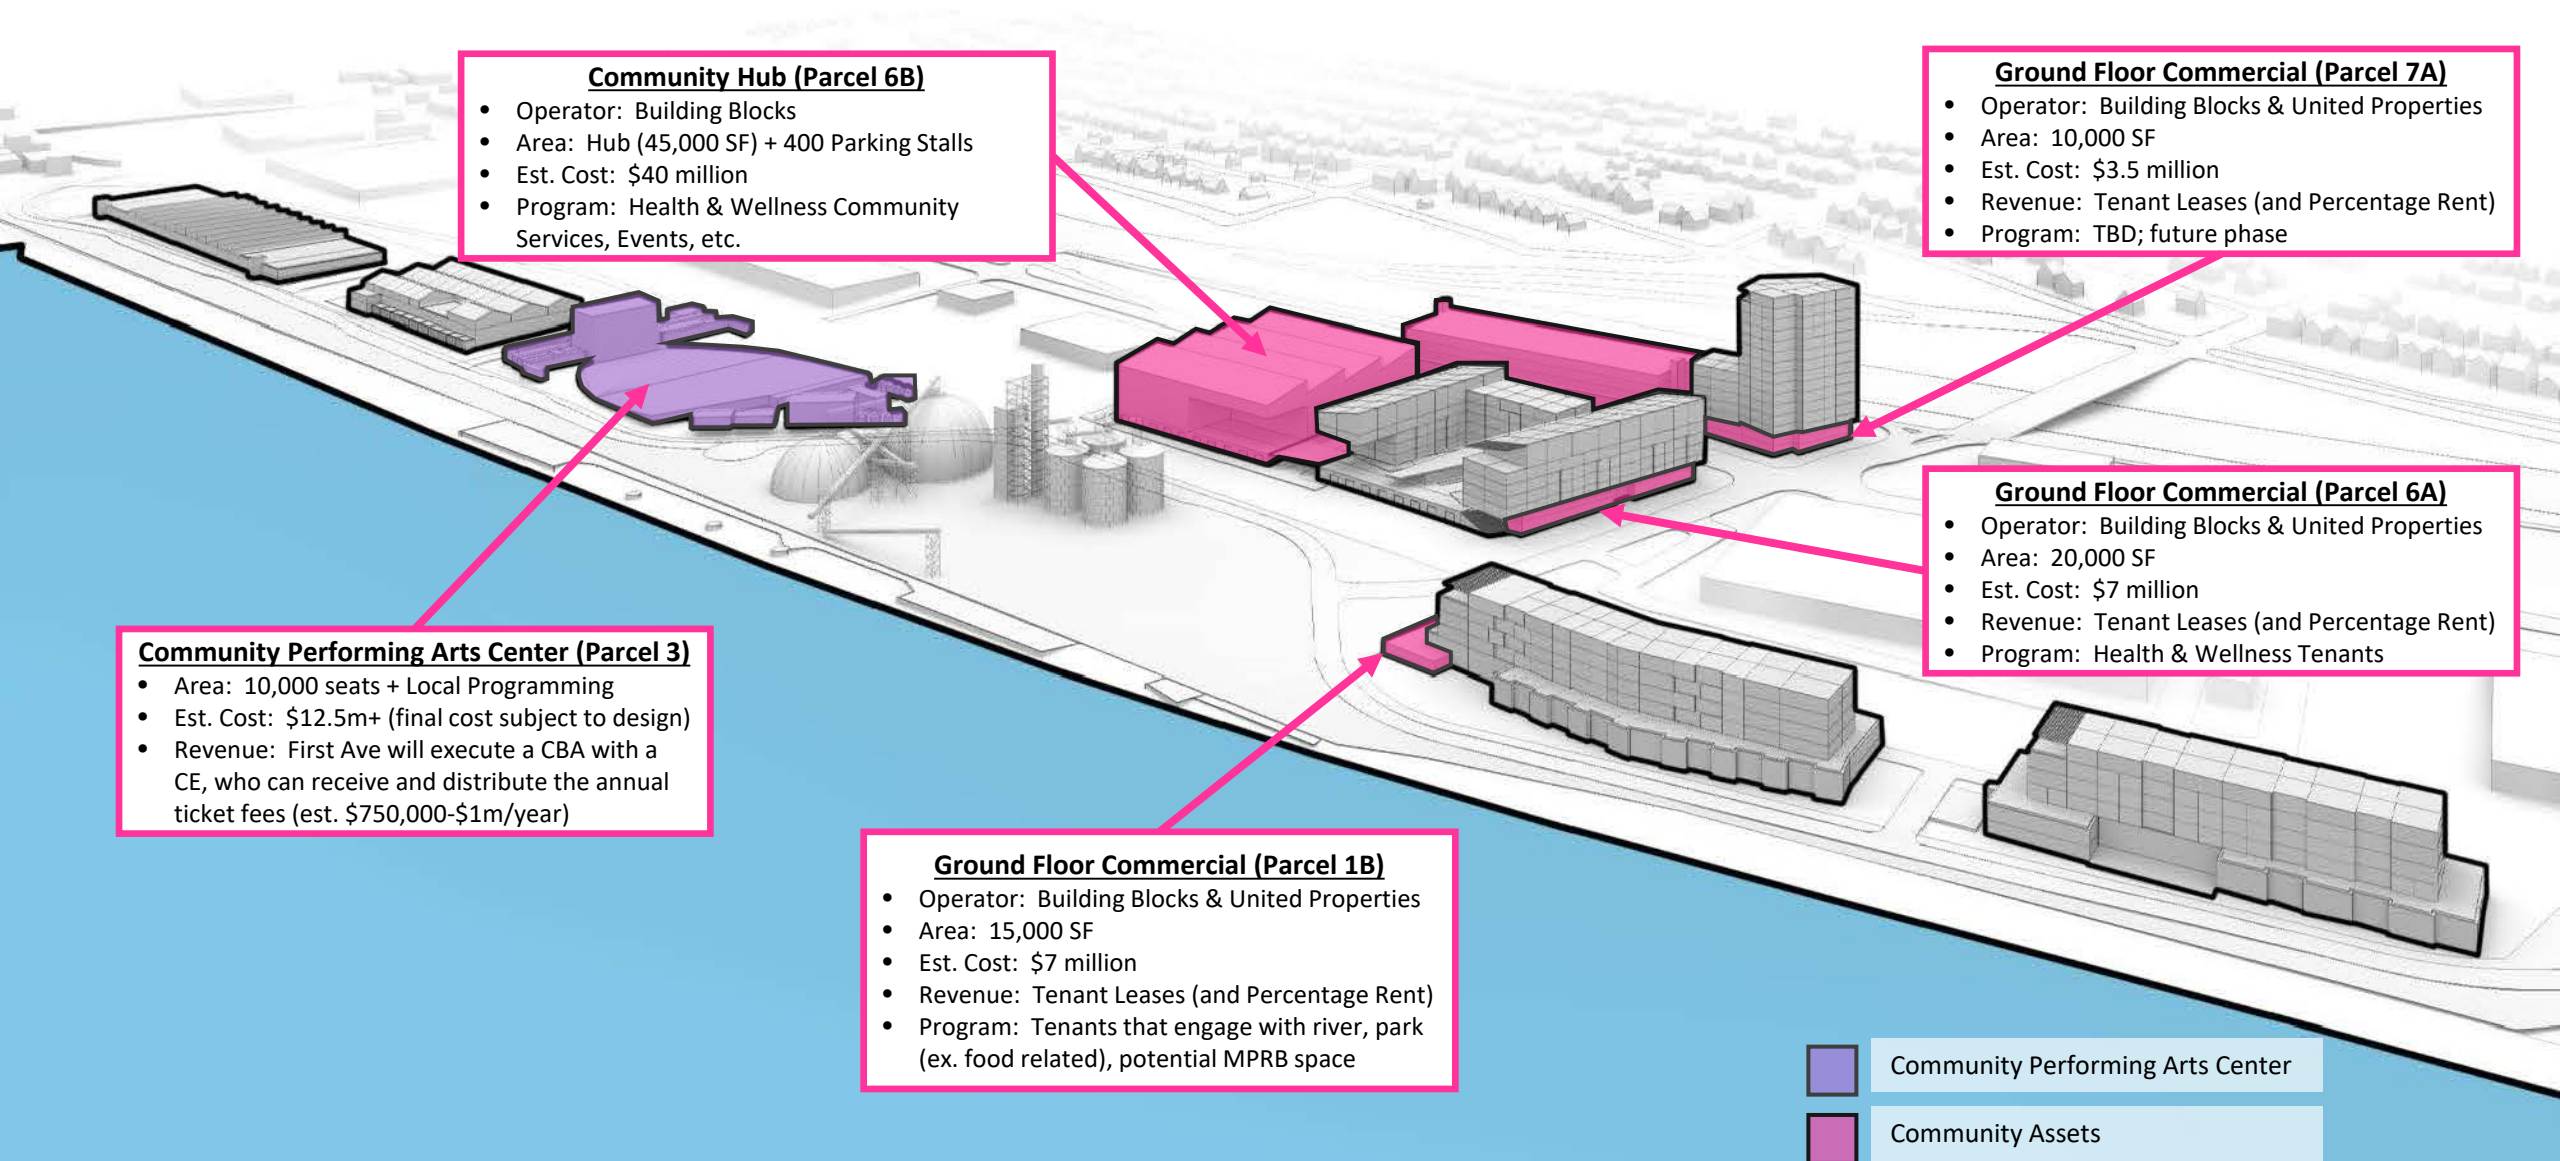 Community Hub (Parcel 6B)
• Operator: Building Blocks
• Area: Hub (45,000 SF) + 400 Parking Stalls
• Est. Cost: $40 million
• Program: Health & Wellness Community
Services, Events, etc.
Ground Floor Commercial (Parcel 7A)
• Operator: Building Blocks & United Properties
• Area: 10,000 SF
• Est. Cost: $3.5 million
• Revenue: Tenant Leases (and Percentage Rent)
• Program: TBD; future phase
Ground Floor Commercial (Parcel 6A)
• Operator: Building Blocks & United Properties
• Area: 20,000 SF
• Est. Cost: $7 million
• Revenue: Tenant Leases (and Percentage Rent)
• Program: Health & Wellness Tenants
Community Performing Arts Center (Parcel 3)
• Area: 10,000 seats + Local Programming
• Est. Cost: $12.5m+ (final cost subject to design)
• Revenue: First Ave will execute a CBA with a
CE, who can receive and distribute the annual
ticket fees (est. $750,000-$1m/year)
Ground Floor Commercial (Parcel 1B)
• Operator: Building Blocks & United Properties
• Area: 15,000 SF
• Est. Cost: $7 million
• Revenue: Tenant Leases (and Percentage Rent)
• Program: Tenants that engage with river, park
(ex. food related), potential MPRB space
Community Performing Arts Center
Community Assets